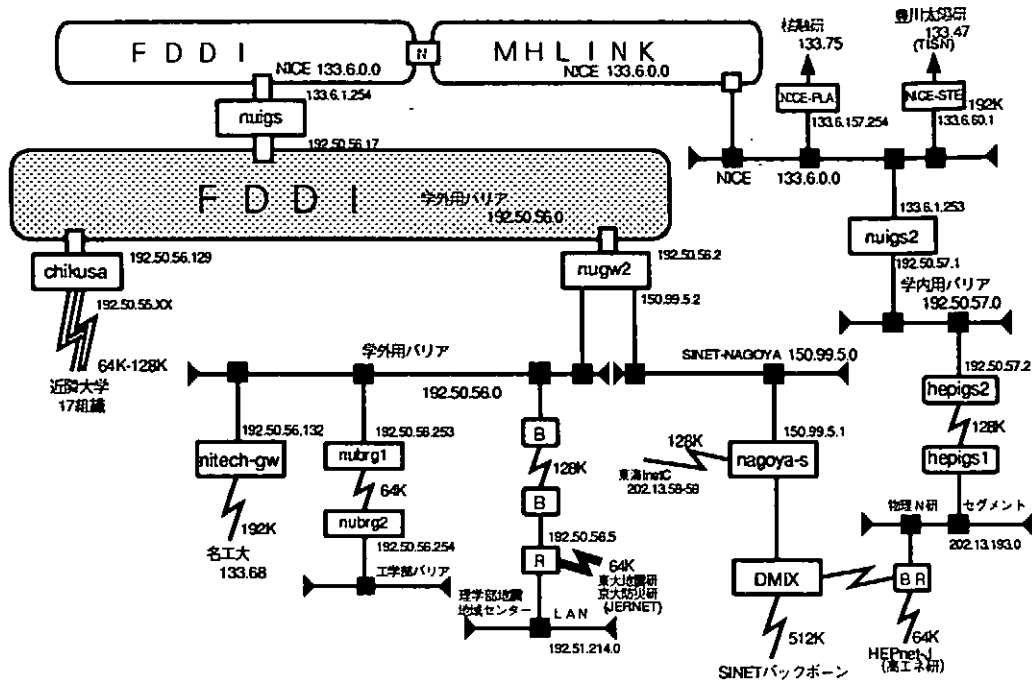 FDDI
NICE 133.6.0.0
N
MHLINK
NICE 133.6.0.0
核融研
133.75
133.47
(TISN)
133.6.1.254
nuigs
192.50.56.17
NICE-PLA
133.6.157.254
NICE-STE
192K
133.6.60.1
NICE 133.6.0.0
FDDI
学外用バリア
192.50.56.0
133.6.1.253
nuigs2
192.50.57.1
学内用バリア
192.50.57.0
chikusa
192.50.56.129
nugw2
192.50.56.2
150.99.5.2
192.50.55.XX
64K-128K
近隣大学
17組織
学外用バリア
192.50.56.0
SINET-NAGOYA 150.99.5.0
192.50.57.2
hepigs2
128K
hepigs1
192.50.56.132
nitech-gw
192K
名工大
133.68
192.50.56.253
nubrg1
64K
nubrg2
192.50.56.254
工学部バリア
B
128K
B
192.50.56.5
R
64K
東大地震研
京大防災研
(JERNET)
理学部地震
地域センター
LAN
192.51.214.0
150.99.5.1
nagoya-s
128K
東海InetC
202.13.58-59
DMIX
512K
SINETバックボーン
物理N研 セグメント
202.13.193.0
BR
64K
HEPnet-J
(高エネ研)